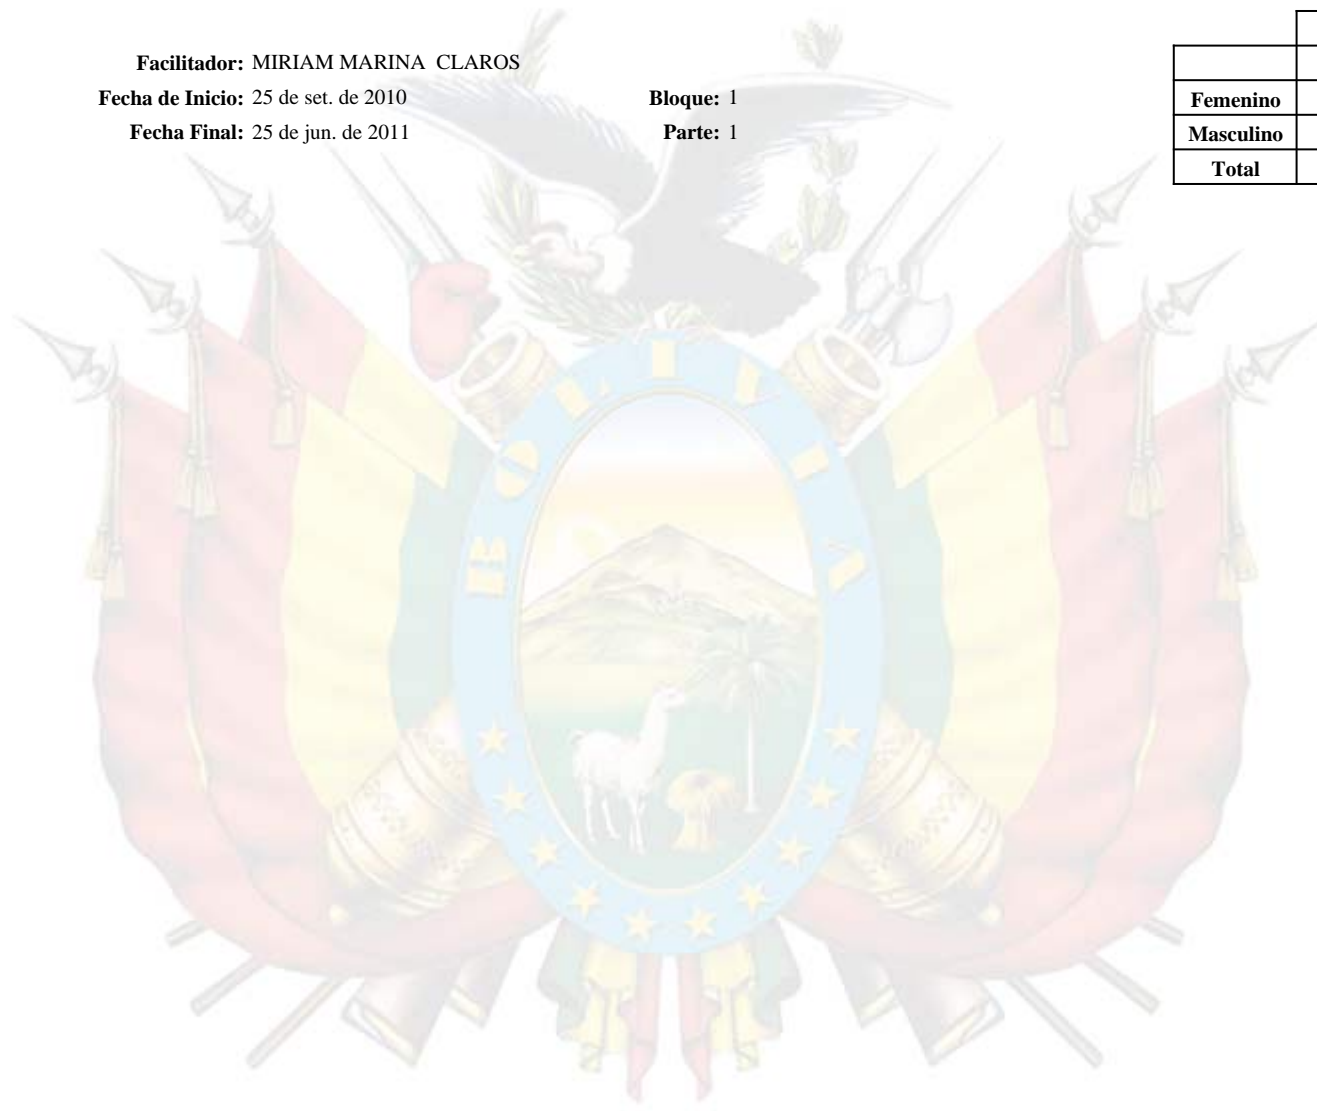 Facilitador: MIRIAM MARINA CLAROS
Fecha de Inicio: 25 de set. de 2010 Bloque: 1
Fecha Final: 25 de jun. de 2011 Parte: 1
Femenino
Masculino
Total
BOLIVIA